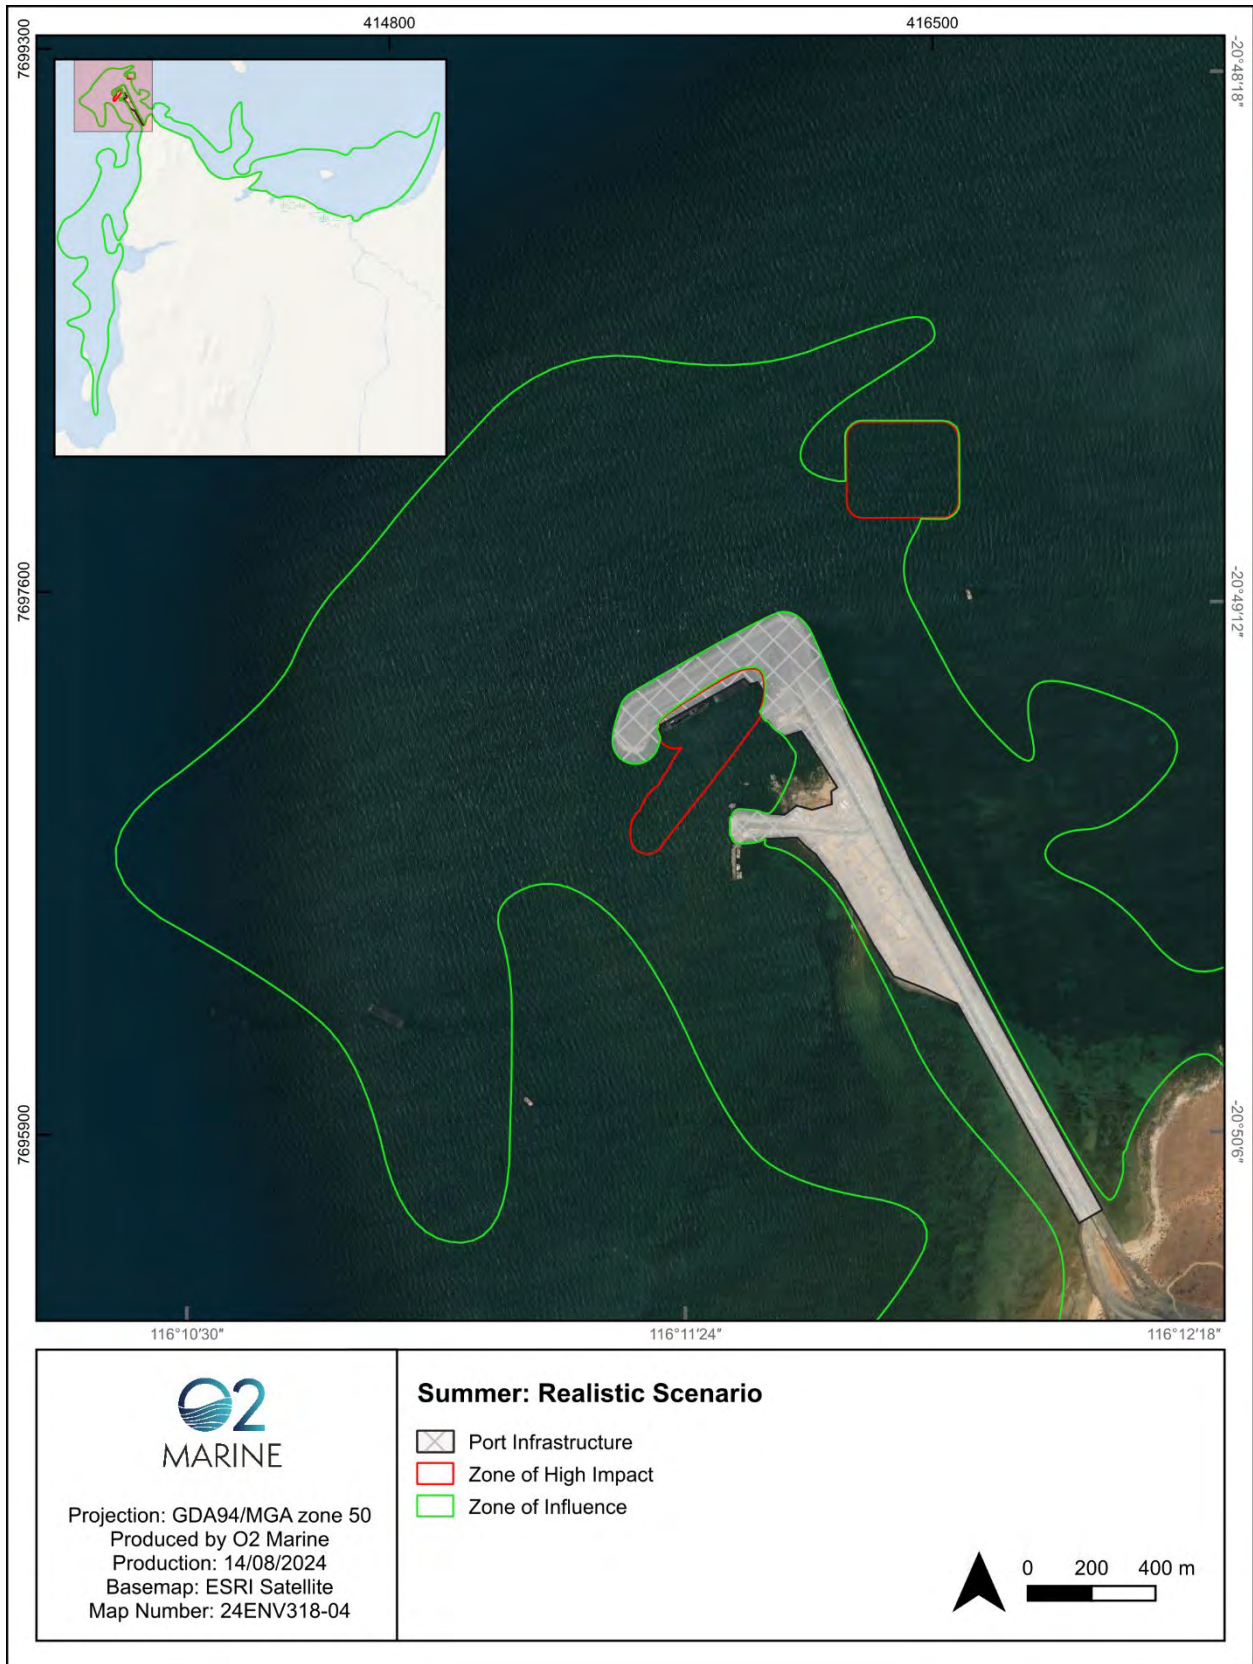 414800
416500
7699300
7697600
7695900
-20°48'18"
-20°49'12"
-20°50'6"
116°10'30"
116°11'24"
116°12'18"
O2
MARINE
Projection: GDA94/MGA zone 50
Produced by O2 Marine
Production: 14/08/2024
Basemap: ESRI Satellite
Map Number: 24ENV318-04
Summer: Realistic Scenario
Port Infrastructure
Zone of High Impact
Zone of Influence
0 200 400 m